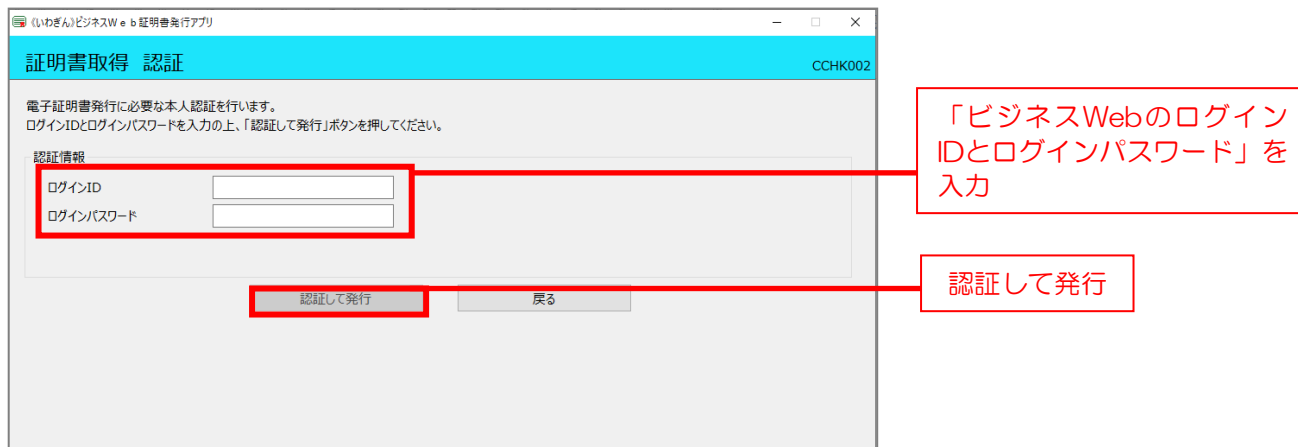 《いわぎん》ビジネスWeb証明書発行アプリ
証明書取得 認証
CCHK002
電子証明書発行に必要な本人認証を行います。
ログインIDとログインパスワードを入力の上、「認証して発行」ボタンを押してください。
認証情報
ログインID
ログインパスワード
認証して発行
戻る
「ビジネスWebのログイン
IDとログインパスワード」を
入力
認証して発行